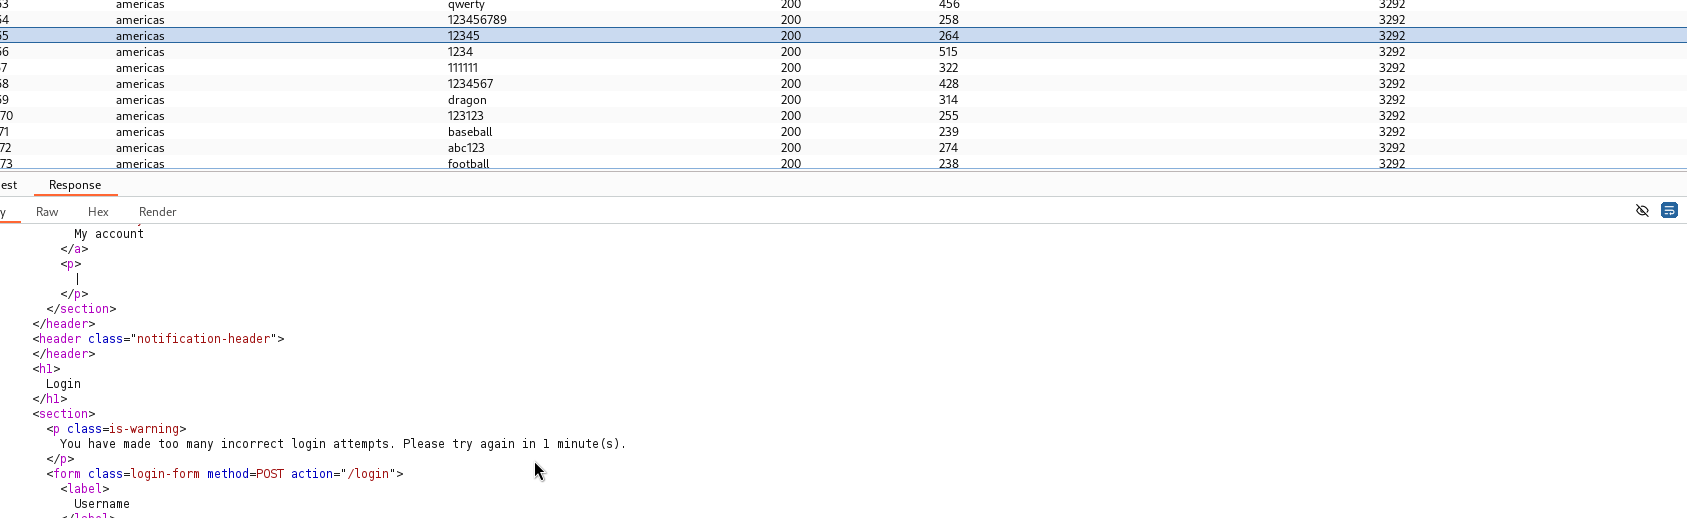 53 americas qwerty 200 456 3292
54 americas 123456789 200 258 3292
55 americas 12345 200 264 3292
56 americas 1234 200 515 3292
57 americas 111111 200 322 3292
58 americas 1234567 200 428 3292
59 americas dragon 200 314 3292
70 americas 123123 200 255 3292
71 americas baseball 200 239 3292
72 americas abc123 200 274 3292
73 americas football 200 238 3292
est Response
y Raw Hex Render
My account
</a>
<p>
|
</p>
</section>
</header>
<header class="notification-header">
</header>
<h1>
Login
</h1>
<section>
<p class=is-warning>
You have made too many incorrect login attempts. Please try again in 1 minute(s).
</p>
<form class=login-form method=POST action="/login">
<label>
Username
</label>